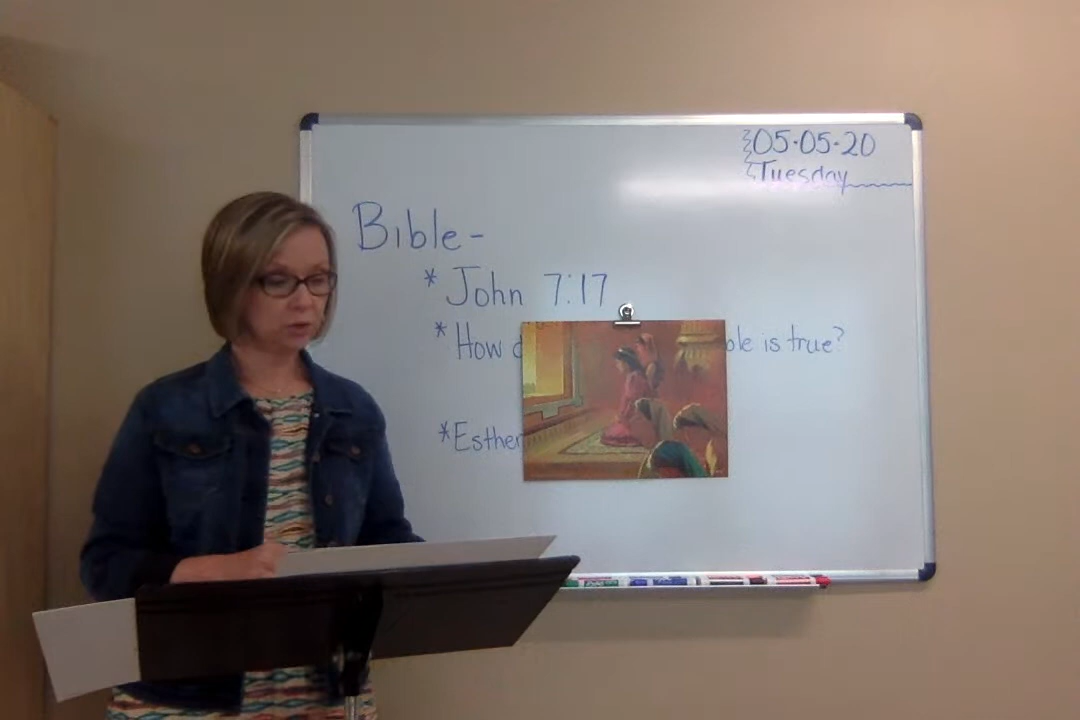 05·05·20
Tuesday
Bible-
* John 7:17
* How ble is true?
* Esther